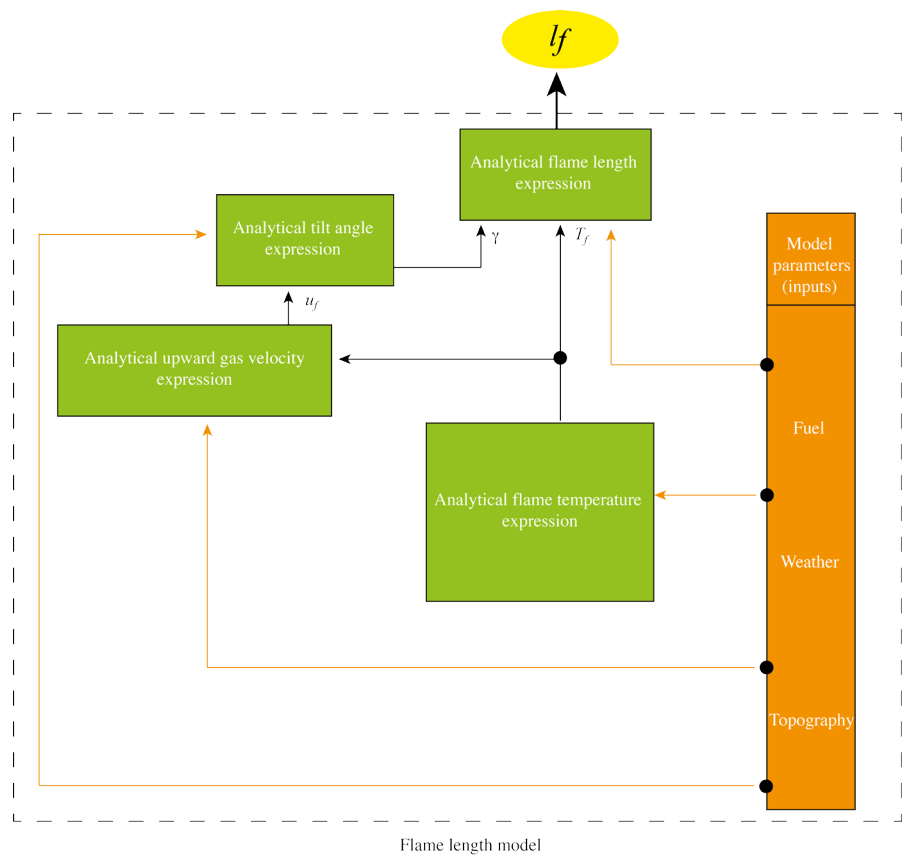 lf
Analytical flame length
expression
Analytical tilt angle
expression
γ
T_f
Model
parameters
(inputs)
u_f
Analytical upward gas velocity
expression
Fuel
Analytical flame temperature
expression
Weather
Topography
Flame length model